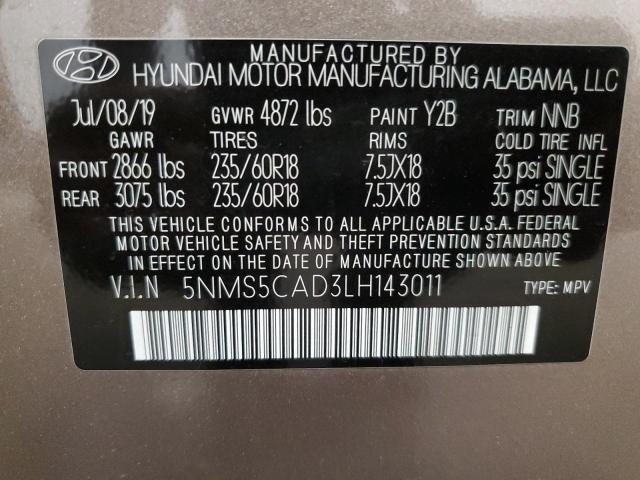 MANUFACTURED BY
HYUNDAI MOTOR MANUFACTURING ALABAMA, LLC
Jul/08/19 GVWR 4872 lbs PAINT Y2B TRIM NNB
GAWR TIRES RIMS COLD TIRE INFL
FRONT 2866 lbs 235/60R18 7.5JX18 35 psi SINGLE
REAR 3075 lbs 235/60R18 7.5JX18 35 psi SINGLE
THIS VEHICLE CONFORMS TO ALL APPLICABLE U.S.A. FEDERAL
MOTOR VEHICLE SAFETY AND THEFT PREVENTION STANDARDS
IN EFFECT ON THE DATE OF MANUFACTURE SHOWN ABOVE
V.I.N 5NMS5CAD3LH143011 TYPE: MPV